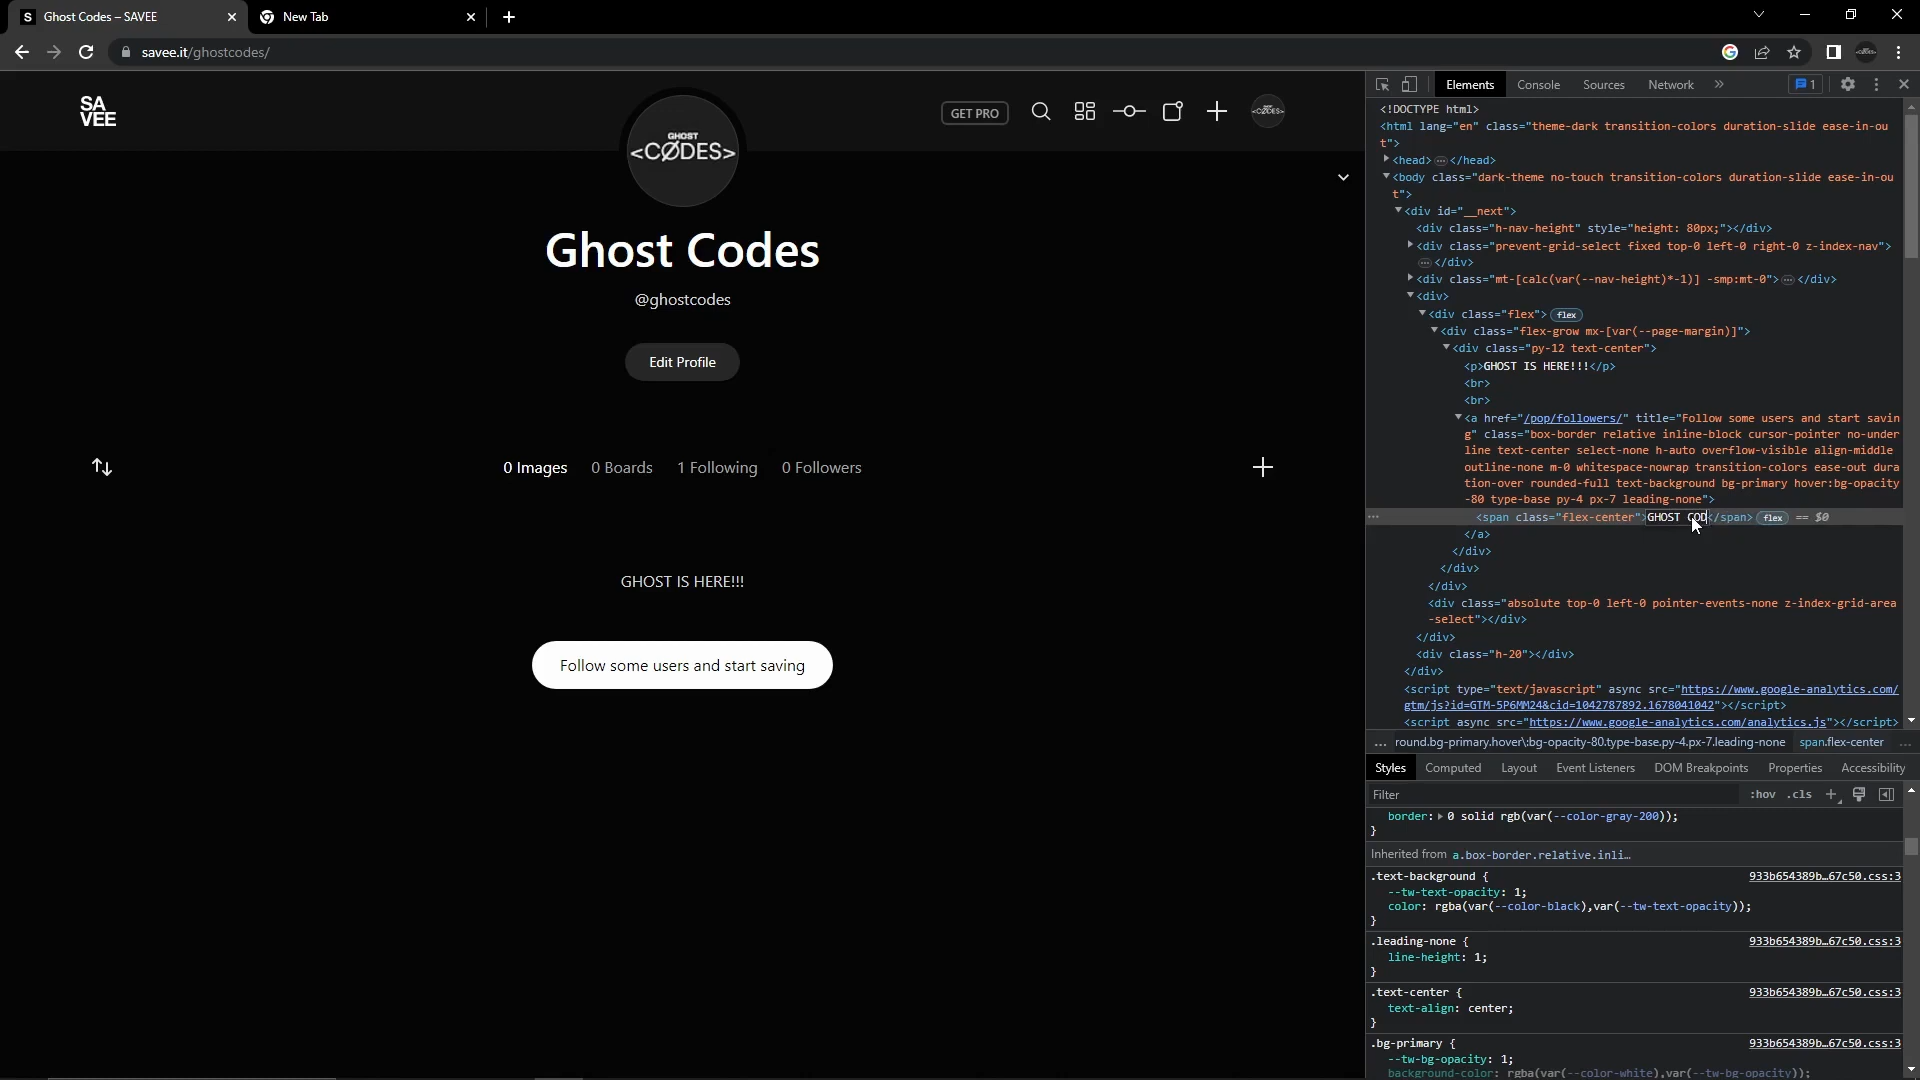 S Ghost Codes – SAVEE
New Tab
savee.it/ghostcodes/
SA
VEE
GET PRO
GHOST
<CØDES>
<CØDES>
Ghost Codes
@ghostcodes
Edit Profile
0 Images 0 Boards 1 Following 0 Followers
GHOST IS HERE!!!
Follow some users and start saving
Elements Console Sources Network » 1
<!DOCTYPE html>
<html lang="en" class="theme-dark transition-colors duration-slide ease-in-ou
t">
<head> … </head>
<body class="dark-theme no-touch transition-colors duration-slide ease-in-ou
t">
<div id="__next">
<div class="h-nav-height" style="height: 80px;"></div>
<div class="prevent-grid-select fixed top-0 left-0 right-0 z-index-nav">
… </div>
<div class="mt-[calc(var(--nav-height)*-1)] -smp:mt-0"> … </div>
<div>
<div class="flex"> flex
<div class="flex-grow mx-[var(--page-margin)]">
<div class="py-12 text-center">
<p>GHOST IS HERE!!!</p>
<br>
<br>
<a href="/pop/followers/" title="Follow some users and start savin
g" class="box-border relative inline-block cursor-pointer no-under
line text-center select-none h-auto overflow-visible align-middle
outline-none m-0 whitespace-nowrap transition-colors ease-out dura
tion-over rounded-full text-background bg-primary hover:bg-opacity
-80 type-base py-4 px-7 leading-none">
… <span class="flex-center">GHOST COD</span> flex == $0
</a>
</div>
</div>
</div>
<div class="absolute top-0 left-0 pointer-events-none z-index-grid-area
-select"></div>
</div>
<div class="h-20"></div>
</div>
<script type="text/javascript" async src="https://www.google-analytics.com/
gtm/js?id=GTM-5P6MM24&cid=1042787892.1678041042"></script>
<script async src="https://www.google-analytics.com/analytics.js"></script>
… round.bg-primary.hover\:bg-opacity-80.type-base.py-4.px-7.leading-none span.flex-center …
Styles Computed Layout Event Listeners DOM Breakpoints Properties Accessibility
Filter :hov .cls +
border: 0 solid rgb(var(--color-gray-200));
}
Inherited from a.box-border.relative.inli…
.text-background { 933b654389b…67c50.css:3
--tw-text-opacity: 1;
color: rgba(var(--color-black),var(--tw-text-opacity));
}
.leading-none { 933b654389b…67c50.css:3
line-height: 1;
}
.text-center { 933b654389b…67c50.css:3
text-align: center;
}
.bg-primary { 933b654389b…67c50.css:3
--tw-bg-opacity: 1;
background-color: rgba(var(--color-white),var(--tw-bg-opacity));